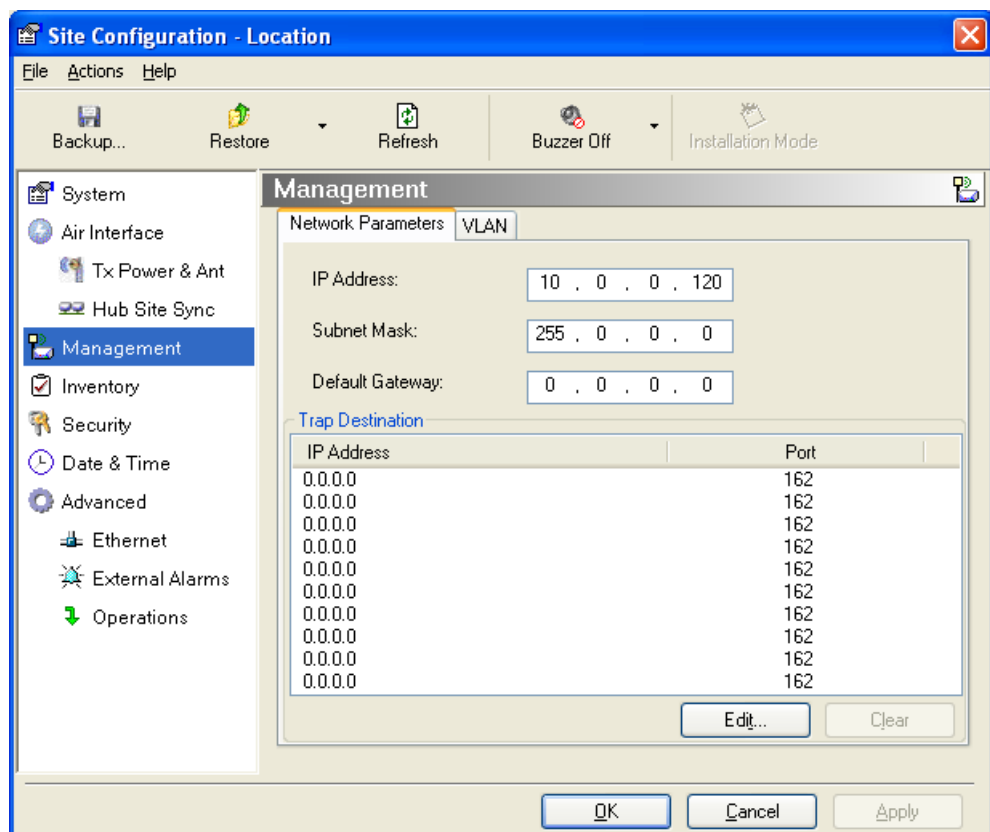 Site Configuration - Location
File Actions Help
Backup... Restore Refresh Buzzer Off Installation Mode
System
Air Interface
Tx Power & Ant
Hub Site Sync
Management
Inventory
Security
Date & Time
Advanced
Ethernet
External Alarms
Operations
Management
Network Parameters VLAN
IP Address: 10 . 0 . 0 . 120
Subnet Mask: 255 . 0 . 0 . 0
Default Gateway: 0 . 0 . 0 . 0
Trap Destination
IP Address Port
0.0.0.0 162
0.0.0.0 162
0.0.0.0 162
0.0.0.0 162
0.0.0.0 162
0.0.0.0 162
0.0.0.0 162
0.0.0.0 162
0.0.0.0 162
0.0.0.0 162
Edit... Clear
OK Cancel Apply